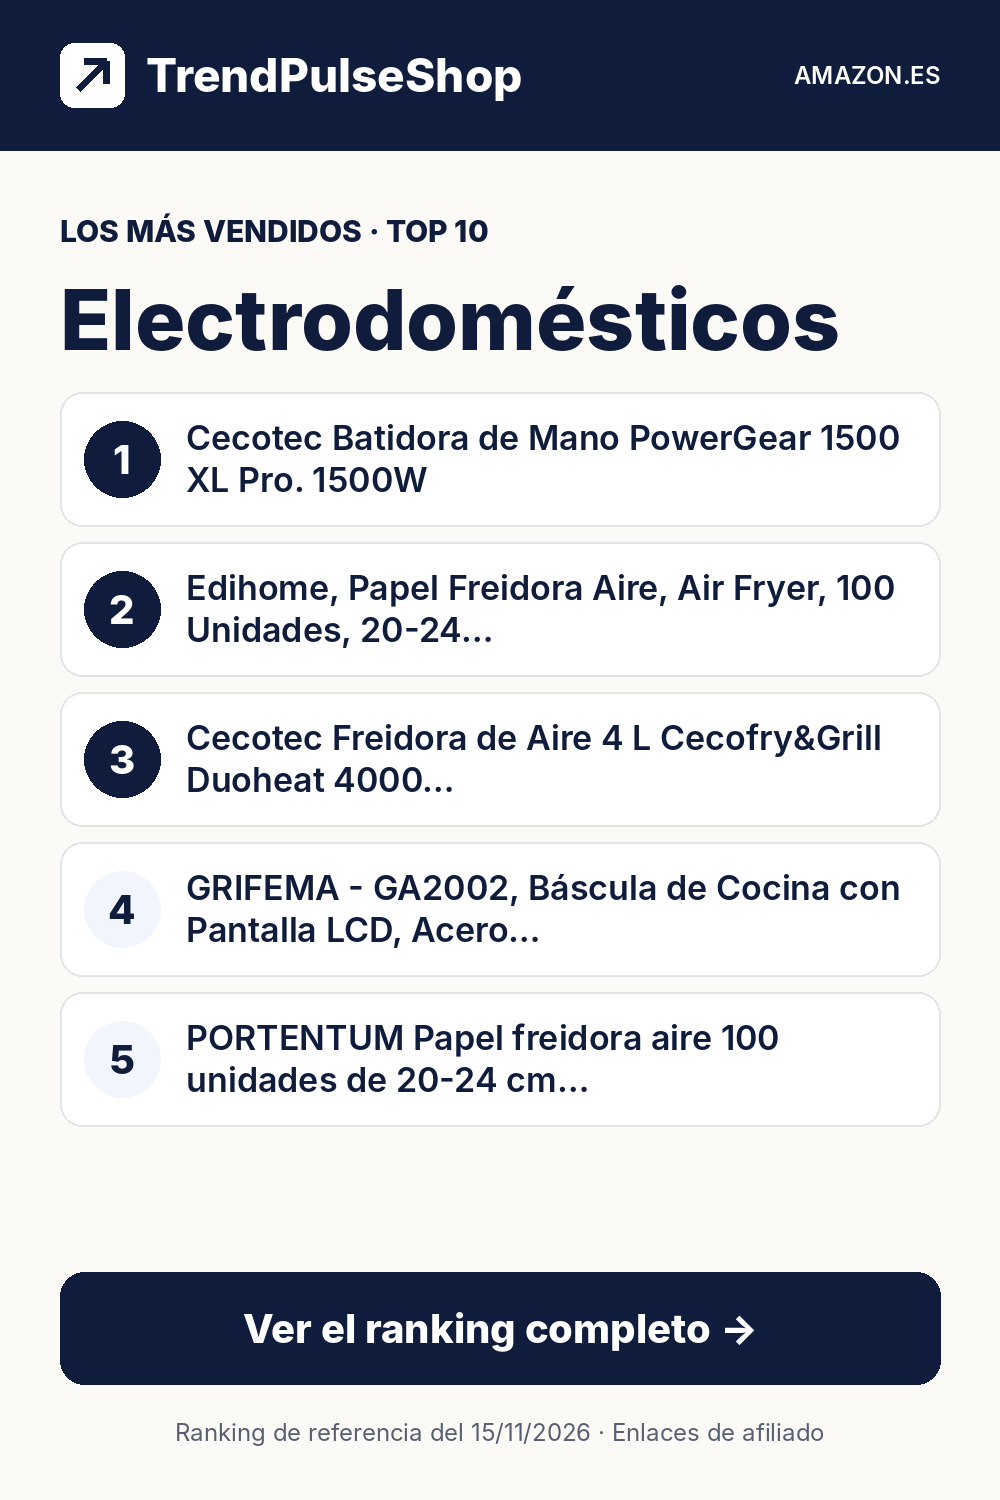 TrendPulseShop
AMAZON.ES
LOS MÁS VENDIDOS · TOP 10
Electrodomésticos
1
Cecotec Batidora de Mano PowerGear 1500
XL Pro. 1500W
2
Edihome, Papel Freidora Aire, Air Fryer, 100
Unidades, 20-24...
3
Cecotec Freidora de Aire 4 L Cecofry&Grill
Duoheat 4000...
4
GRIFEMA - GA2002, Báscula de Cocina con
Pantalla LCD, Acero...
5
PORTENTUM Papel freidora aire 100
unidades de 20-24 cm...
Ver el ranking completo →
Ranking de referencia del 15/11/2026 · Enlaces de afiliado